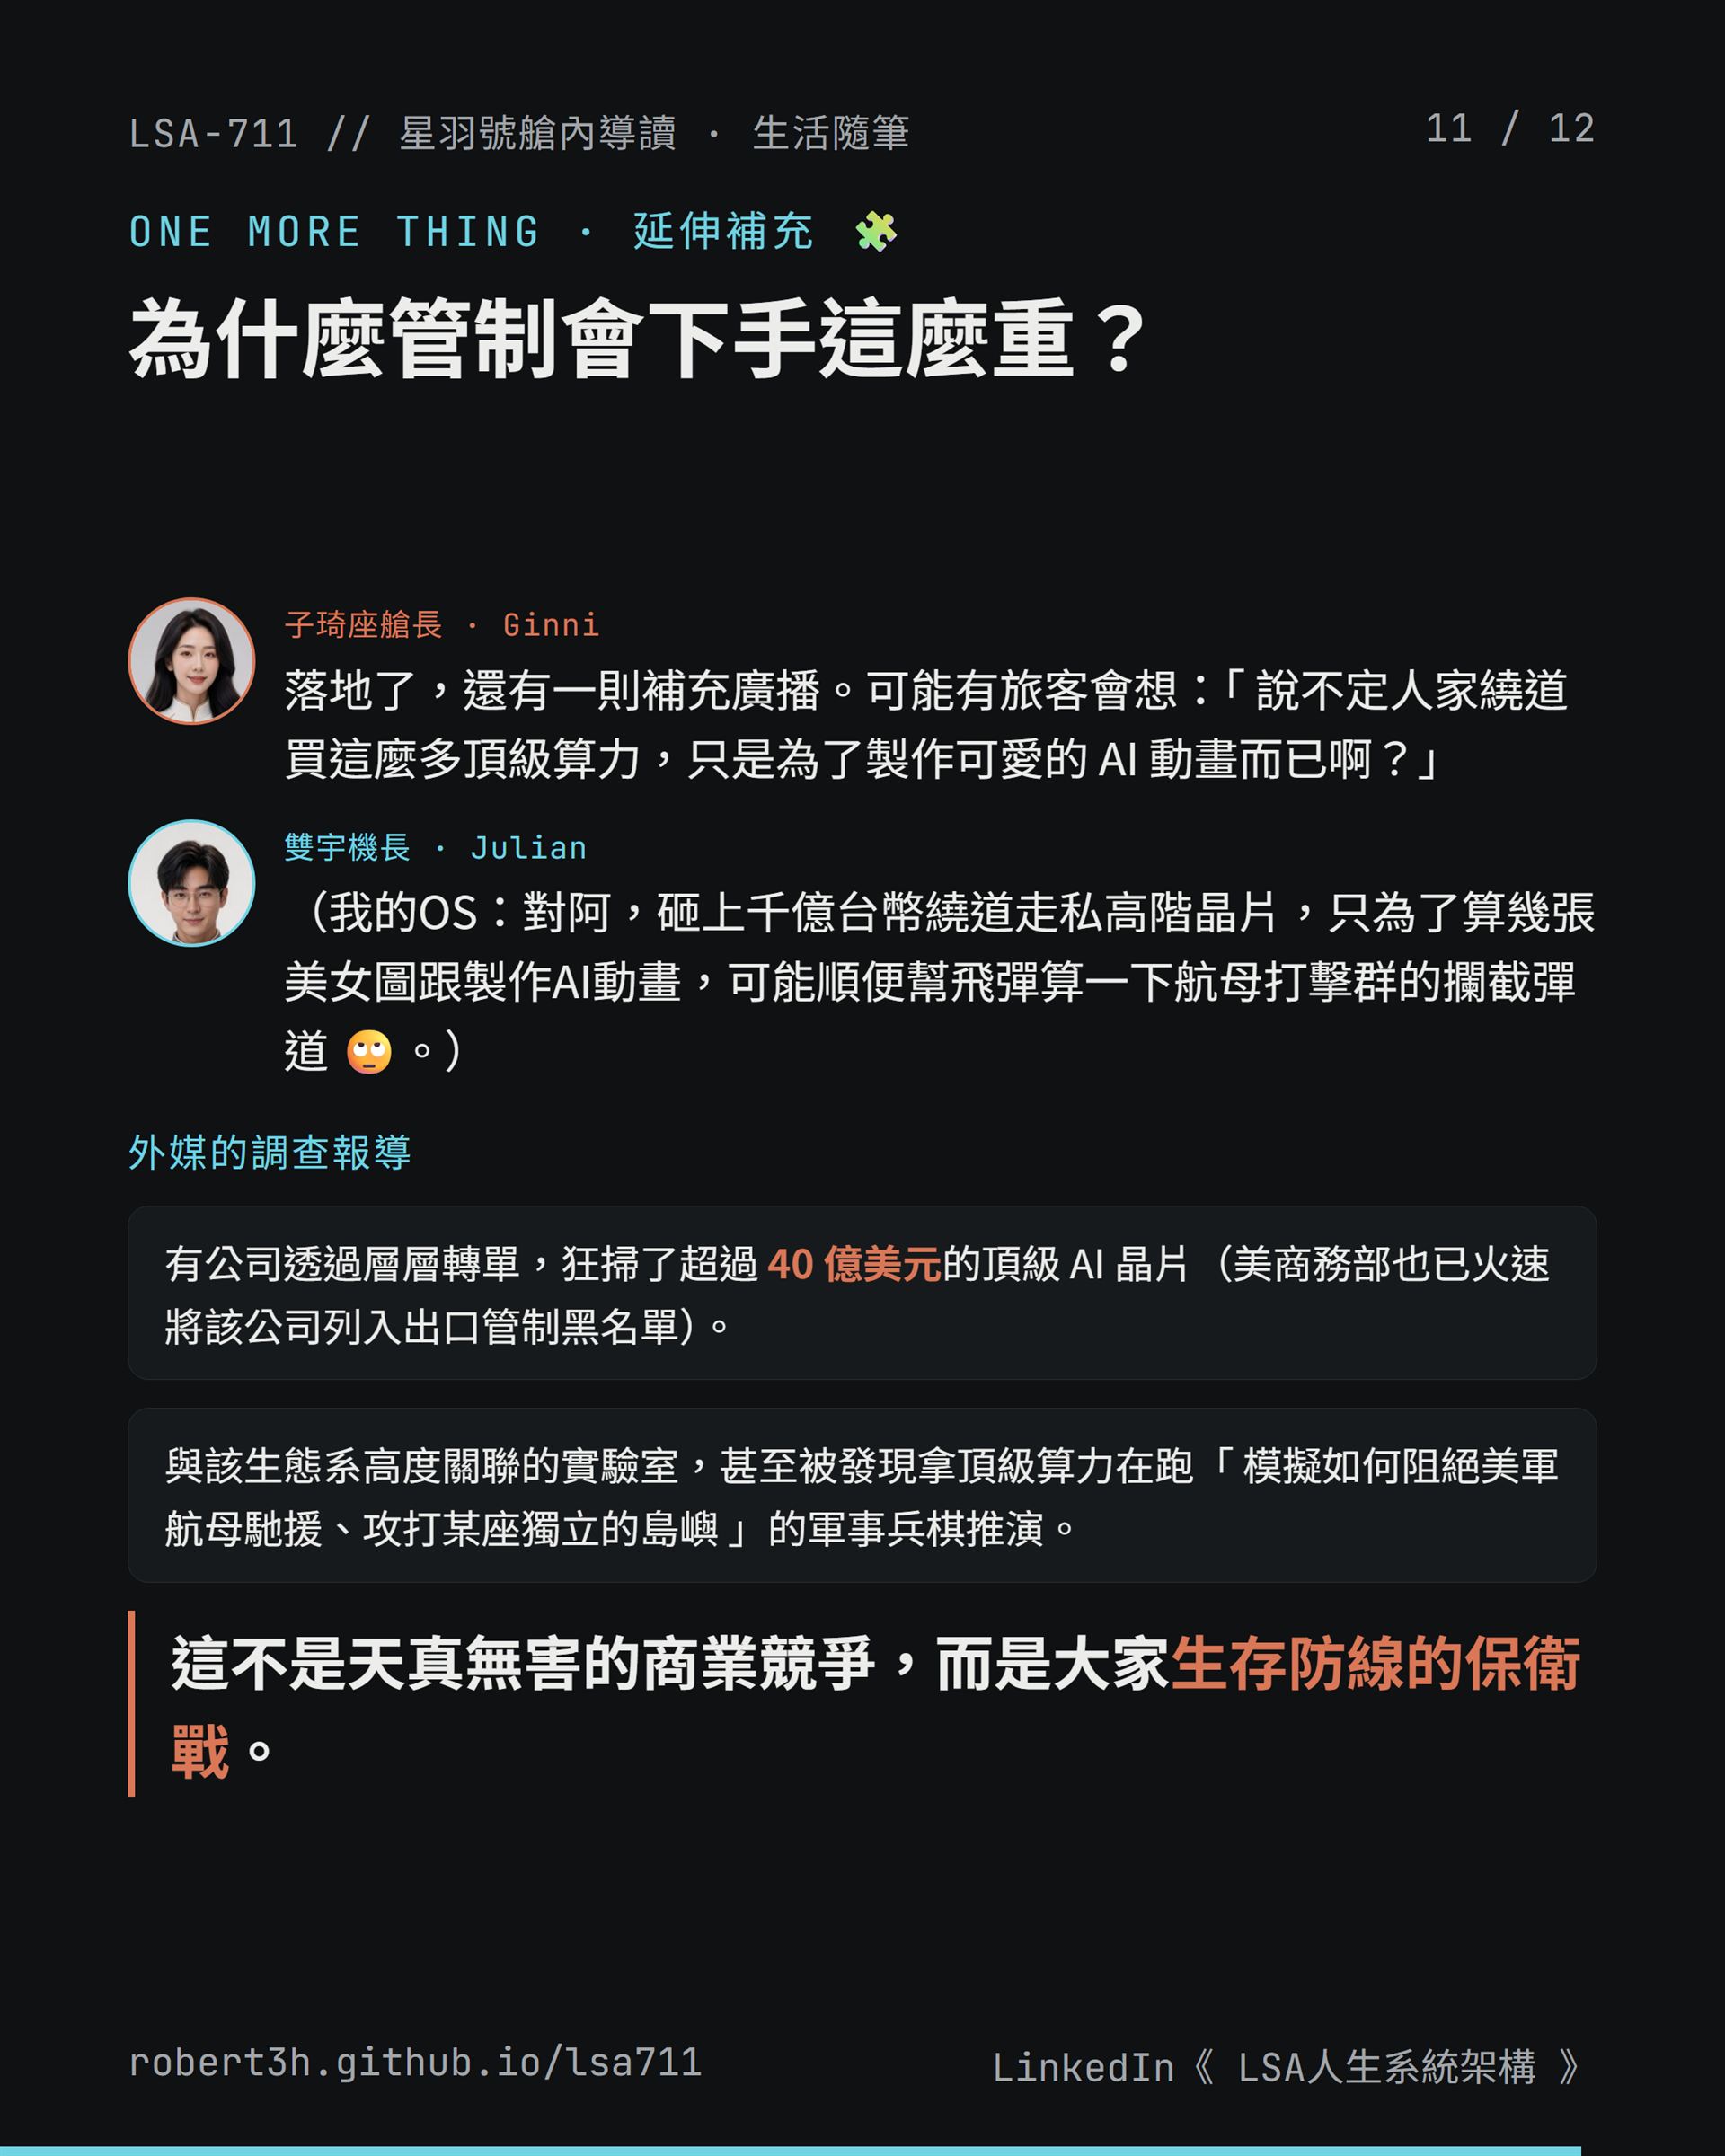 LSA-711 // 星羽號艙內導讀 · 生活隨筆
11 / 12
ONE MORE THING · 延伸補充 🧩
為什麼管制會下手這麼重？
子琦座艙長 · Ginni
落地了，還有一則補充廣播。可能有旅客會想：「說不定人家繞道
買這麼多頂級算力，只是為了製作可愛的 AI 動畫而已啊？」
雙宇機長 · Julian
（我的OS：對阿，砸上千億台幣繞道走私高階晶片，只為了算幾張
美女圖跟製作AI動畫，可能順便幫飛彈算一下航母打擊群的攔截彈
道 🙄。）
外媒的調查報導
有公司透過層層轉單，狂掃了超過 40 億美元的頂級 AI 晶片（美商務部也已火速
將該公司列入出口管制黑名單）。
與該生態系高度關聯的實驗室，甚至被發現拿頂級算力在跑「模擬如何阻絕美軍
航母馳援、攻打某座獨立的島嶼」的軍事兵棋推演。
這不是天真無害的商業競爭，而是大家生存防線的保衛
戰。
robert3h.github.io/lsa711
LinkedIn《 LSA人生系統架構 》